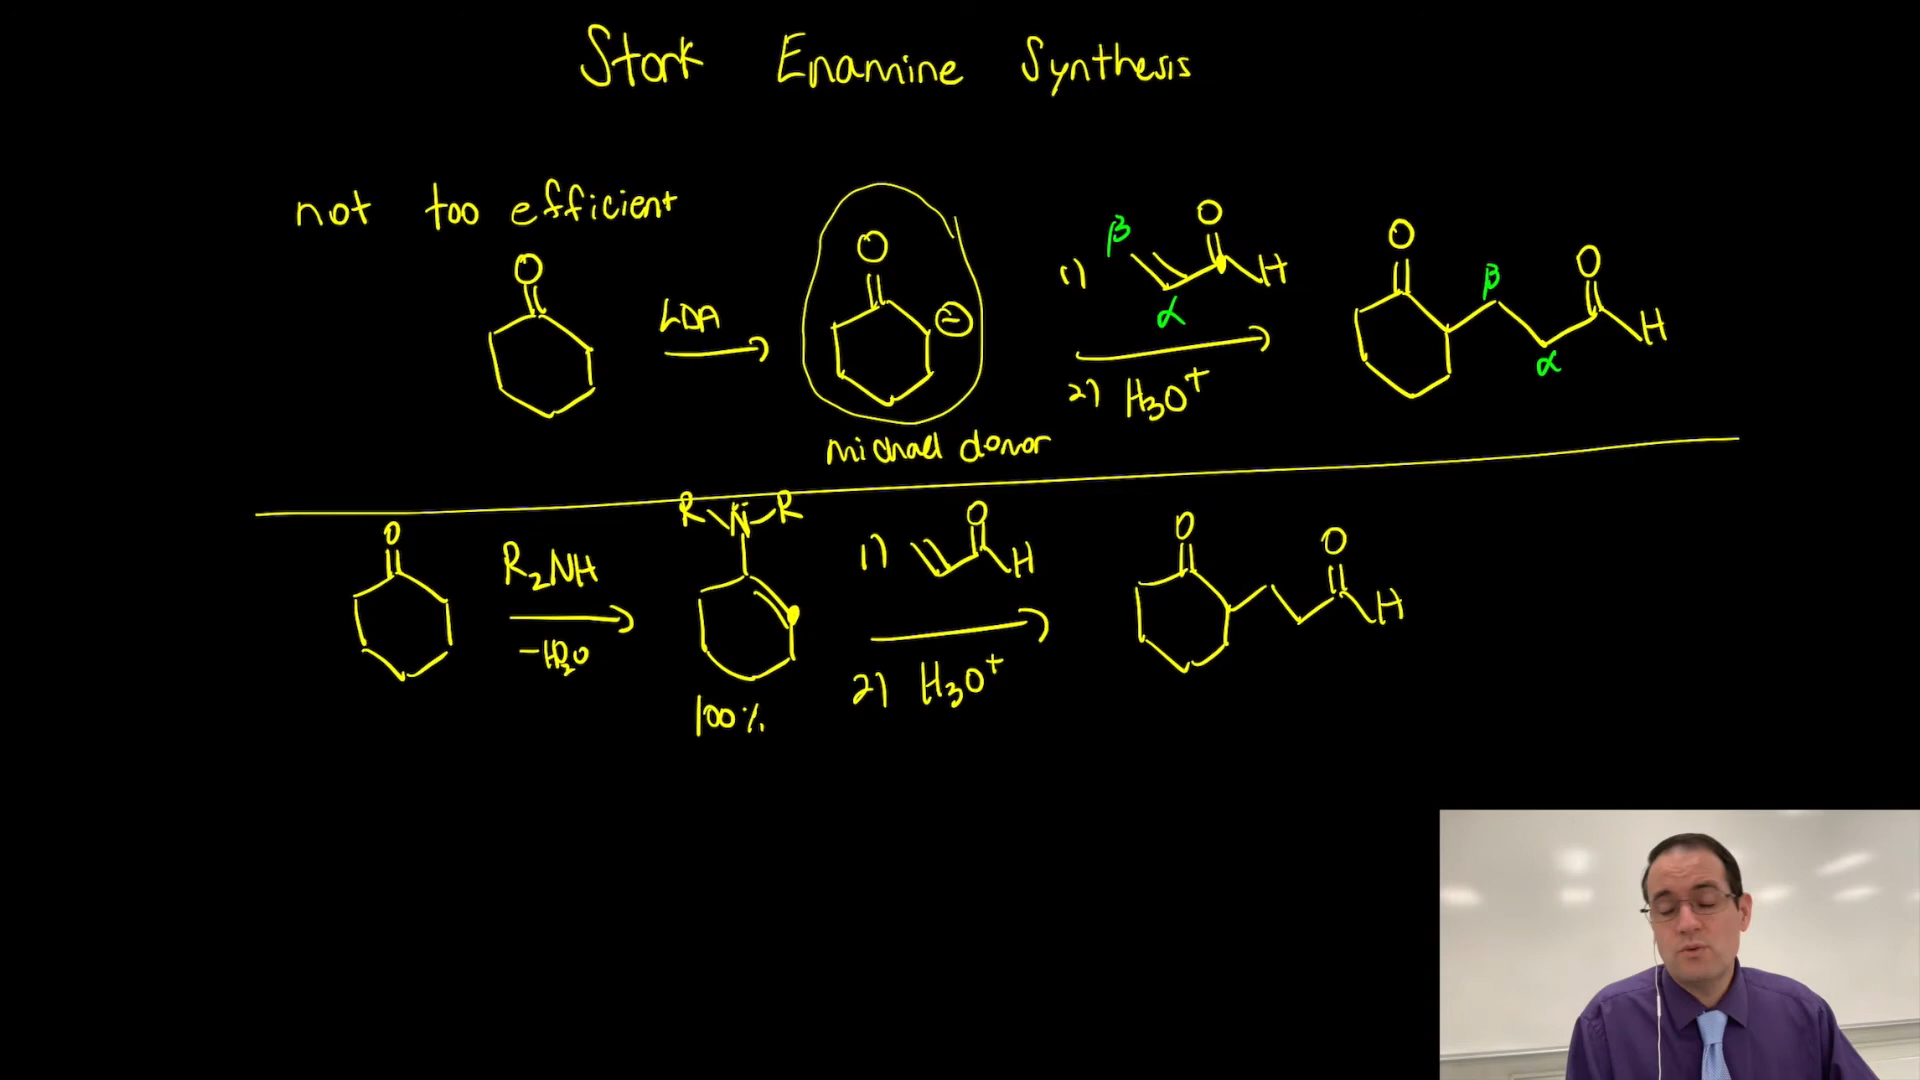 Stork Enamine Synthesis
not too efficient
O
LDA
O
⊖
1) β α O H
2) H3O+
O β α O H
michael donor
O
R2NH
-H2O
R N̈ R
100%
1) O H
2) H3O+
O O H